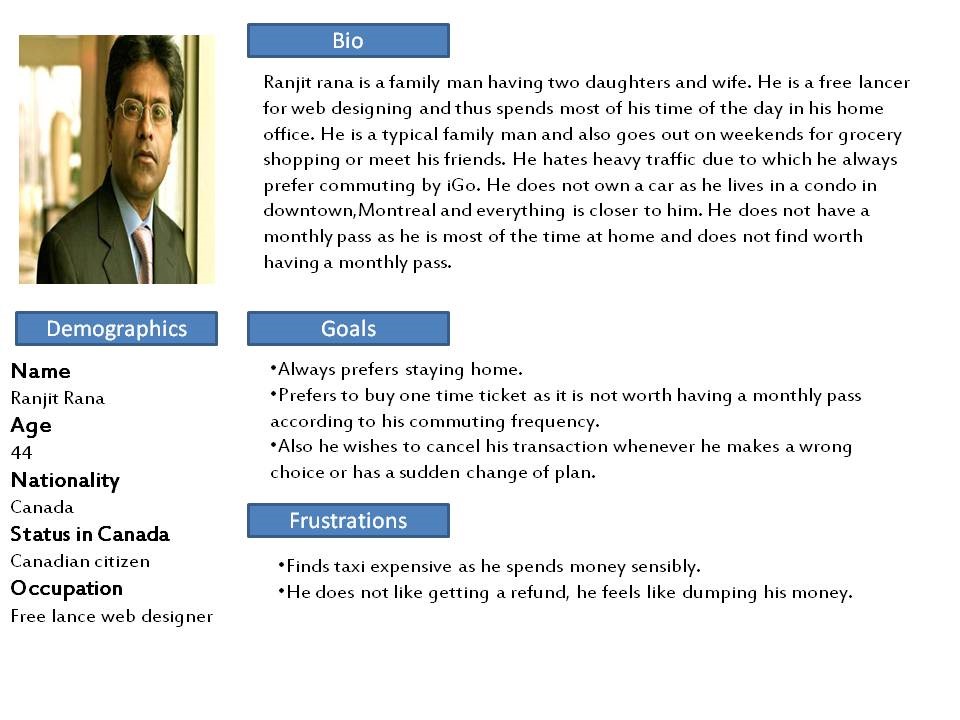 Bio
Ranjit rana is a family man having two daughters and wife. He is a free lancer
for web designing and thus spends most of his time of the day in his home
office. He is a typical family man and also goes out on weekends for grocery
shopping or meet his friends. He hates heavy traffic due to which he always
prefer commuting by iGo. He does not own a car as he lives in a condo in
downtown,Montreal and everything is closer to him. He does not have a
monthly pass as he is most of the time at home and does not find worth
having a monthly pass.
Demographics
Name
Ranjit Rana
Age
44
Nationality
Canada
Status in Canada
Canadian citizen
Occupation
Free lance web designer
Goals
•Always prefers staying home.
•Prefers to buy one time ticket as it is not worth having a monthly pass
according to his commuting frequency.
•Also he wishes to cancel his transaction whenever he makes a wrong
choice or has a sudden change of plan.
Frustrations
•Finds taxi expensive as he spends money sensibly.
•He does not like getting a refund, he feels like dumping his money.